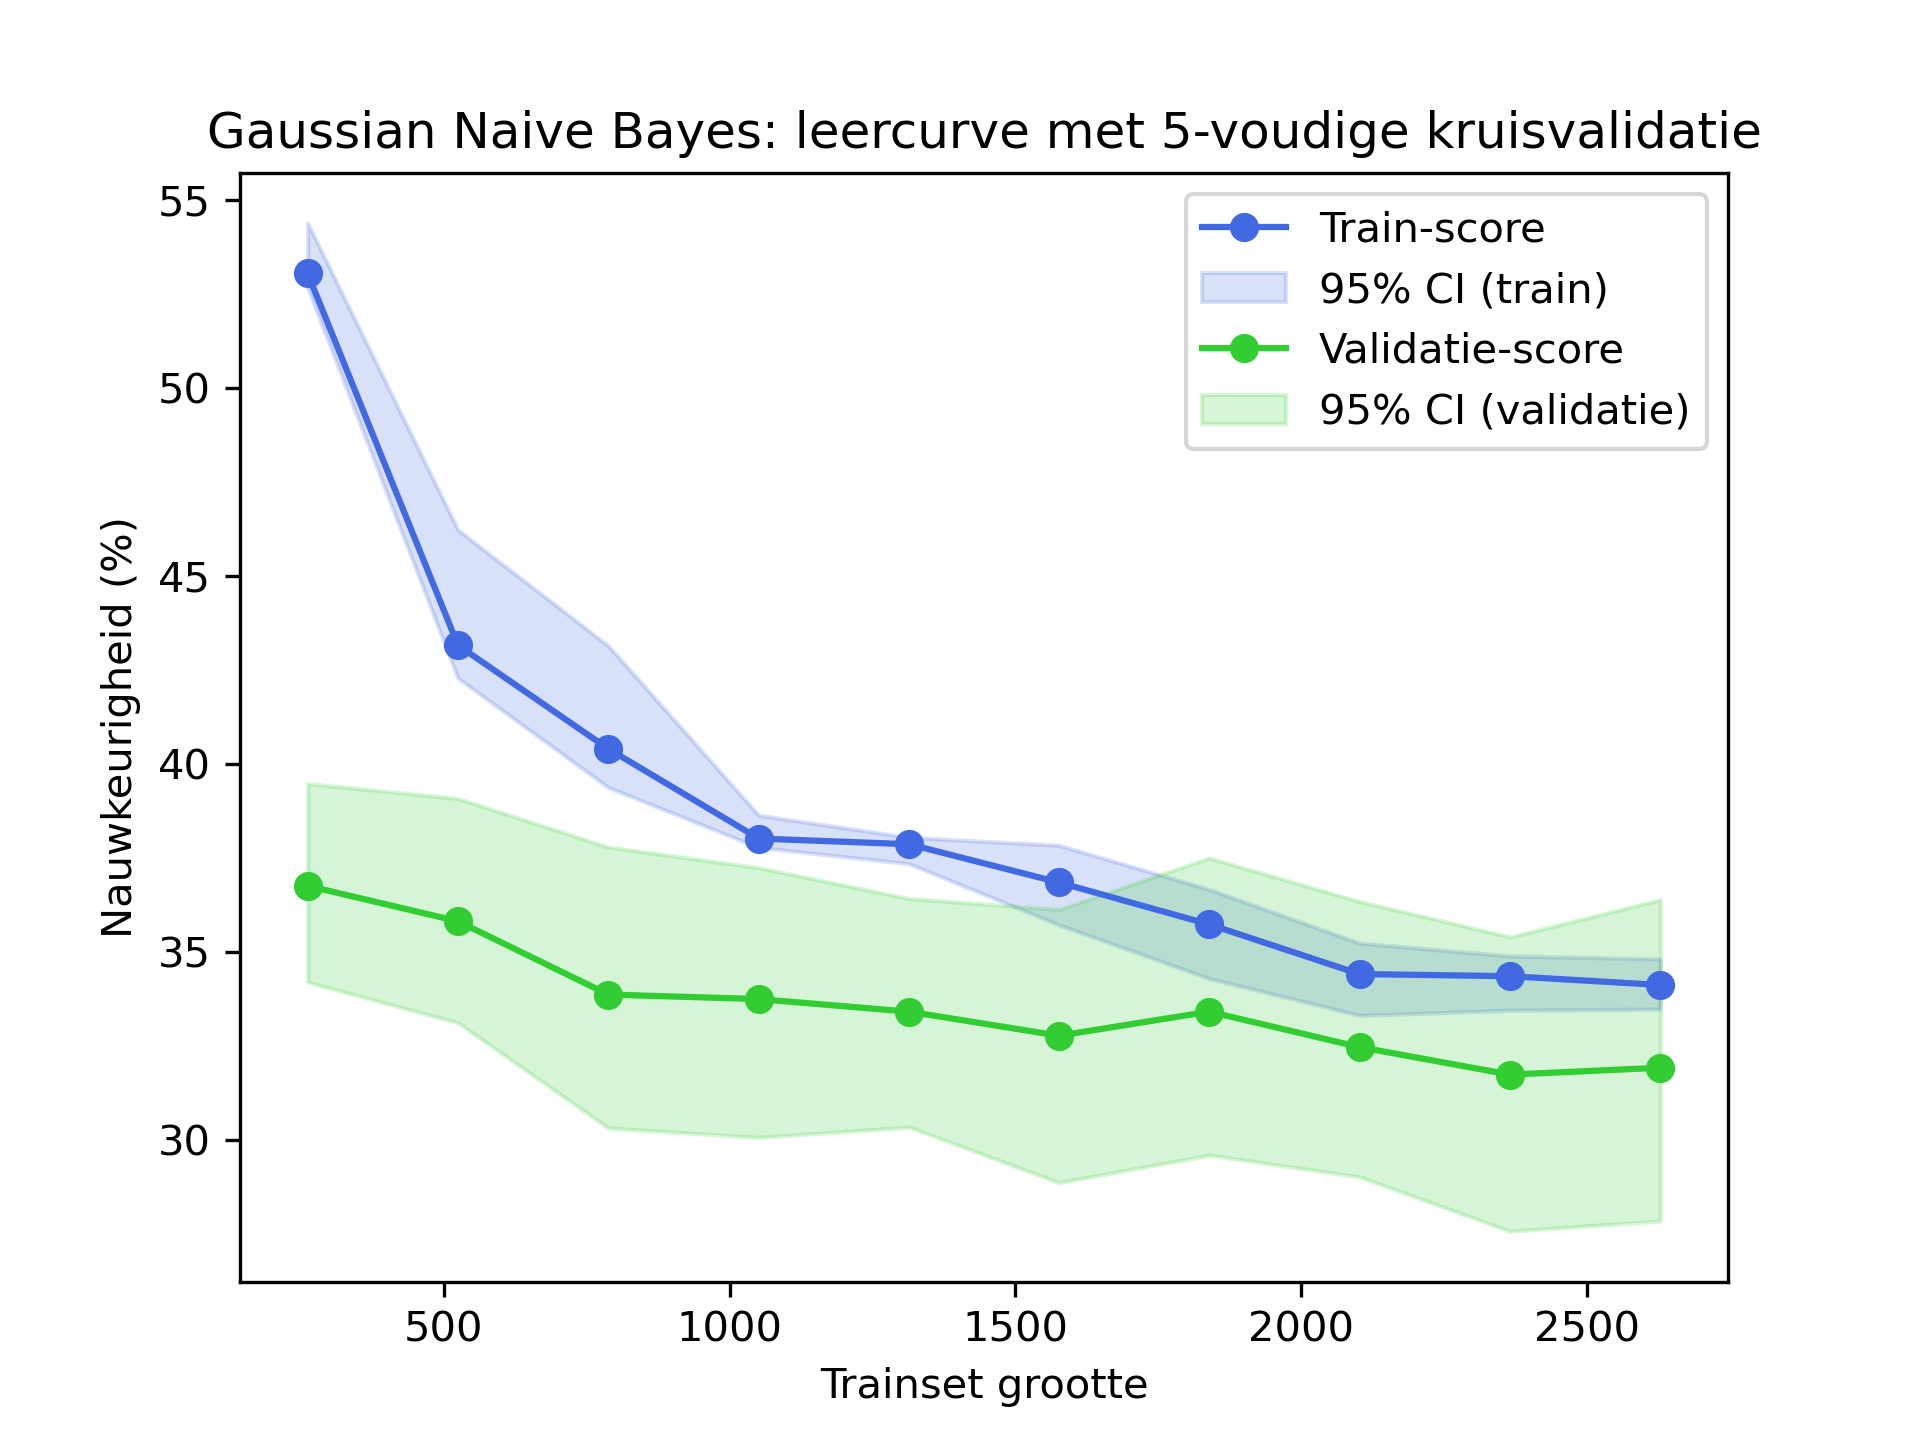 Gaussian Naive Bayes: leercurve met 5-voudige kruisvalidatie
Train-score
95% CI (train)
Validatie-score
95% CI (validatie)
Nauwkeurigheid (%)
55
50
45
40
35
30
500
1000
1500
2000
2500
Trainset grootte